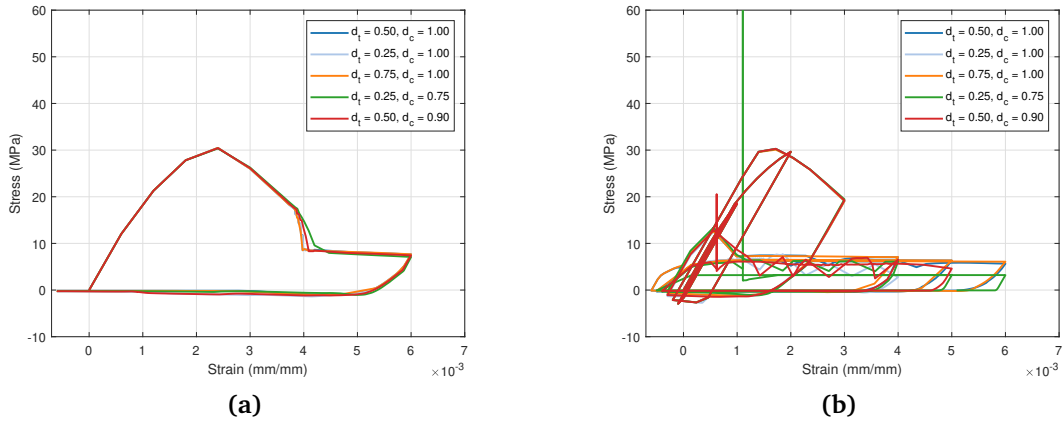 60
50
40
30
20
10
0
-10
Stress (MPa)
0 1 2 3 4 5 6 7
Strain (mm/mm)
×10⁻³
d_t = 0.50, d_c = 1.00
d_t = 0.25, d_c = 1.00
d_t = 0.75, d_c = 1.00
d_t = 0.25, d_c = 0.75
d_t = 0.50, d_c = 0.90
(a)
60
50
40
30
20
10
0
-10
Stress (MPa)
0 1 2 3 4 5 6 7
Strain (mm/mm)
×10⁻³
d_t = 0.50, d_c = 1.00
d_t = 0.25, d_c = 1.00
d_t = 0.75, d_c = 1.00
d_t = 0.25, d_c = 0.75
d_t = 0.50, d_c = 0.90
(b)